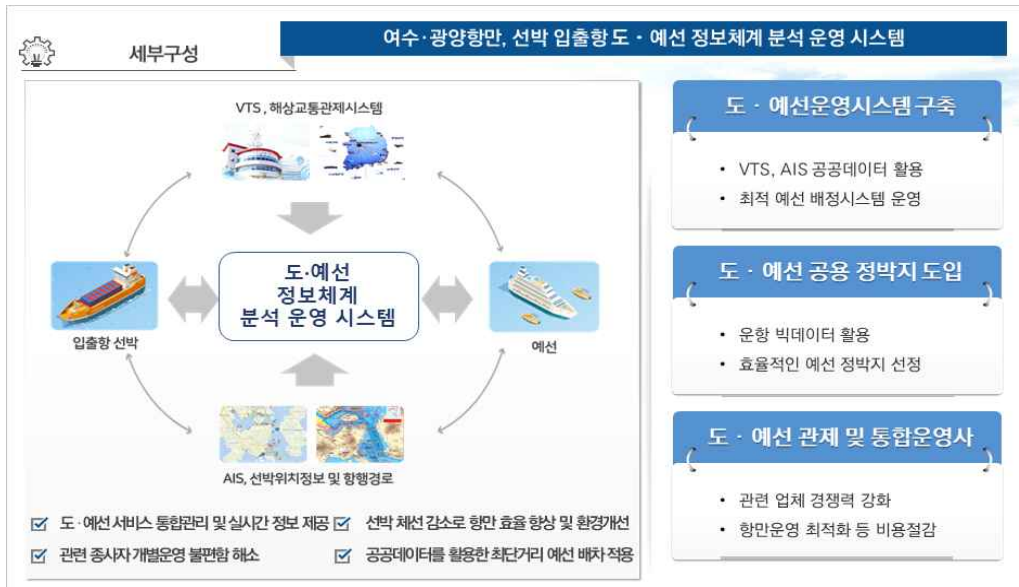 세부구성
여수·광양항만, 선박 입출항 도·예선 정보체계 분석 운영 시스템
VTS, 해상교통관제시스템
도·예선
정보체계
분석 운영 시스템
입출항 선박
예선
AIS, 선박위치정보 및 항행경로
도·예선 서비스 통합관리 및 실시간 정보 제공
선박 체선 감소로 항만 효율 향상 및 환경개선
관련 종사자 개별운영 불편함 해소
공공데이터를 활용한 최단거리 예선 배차 적용
도·예선운영시스템 구축
• VTS, AIS 공공데이터 활용
• 최적 예선 배정시스템 운영
도·예선 공용 정박지 도입
• 운항 빅데이터 활용
• 효율적인 예선 정박지 선정
도·예선 관제 및 통합운영사
• 관련 업체 경쟁력 강화
• 항만운영 최적화 등 비용절감